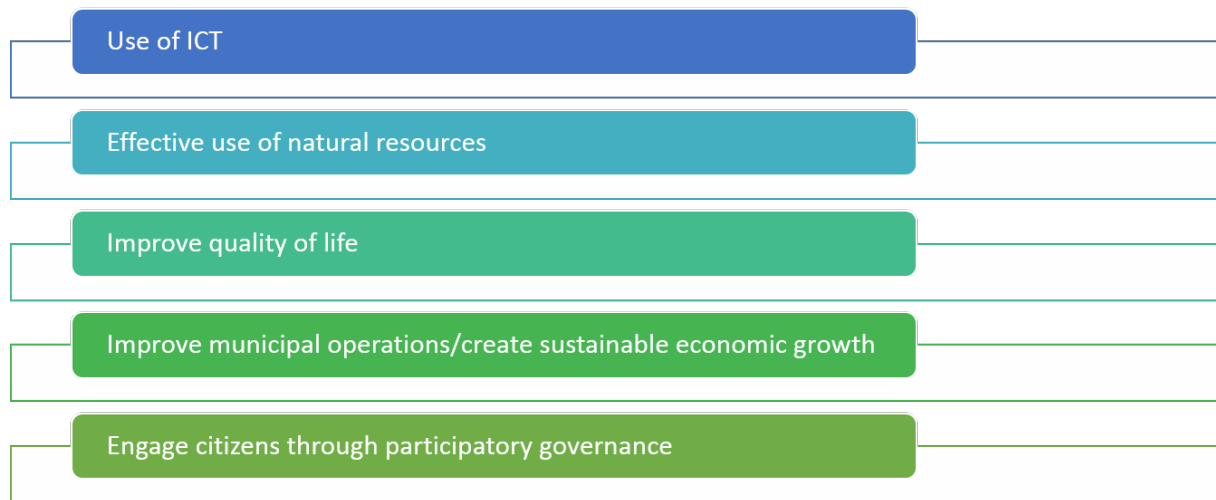 Use of ICT
Effective use of natural resources
Improve quality of life
Improve municipal operations/create sustainable economic growth
Engage citizens through participatory governance